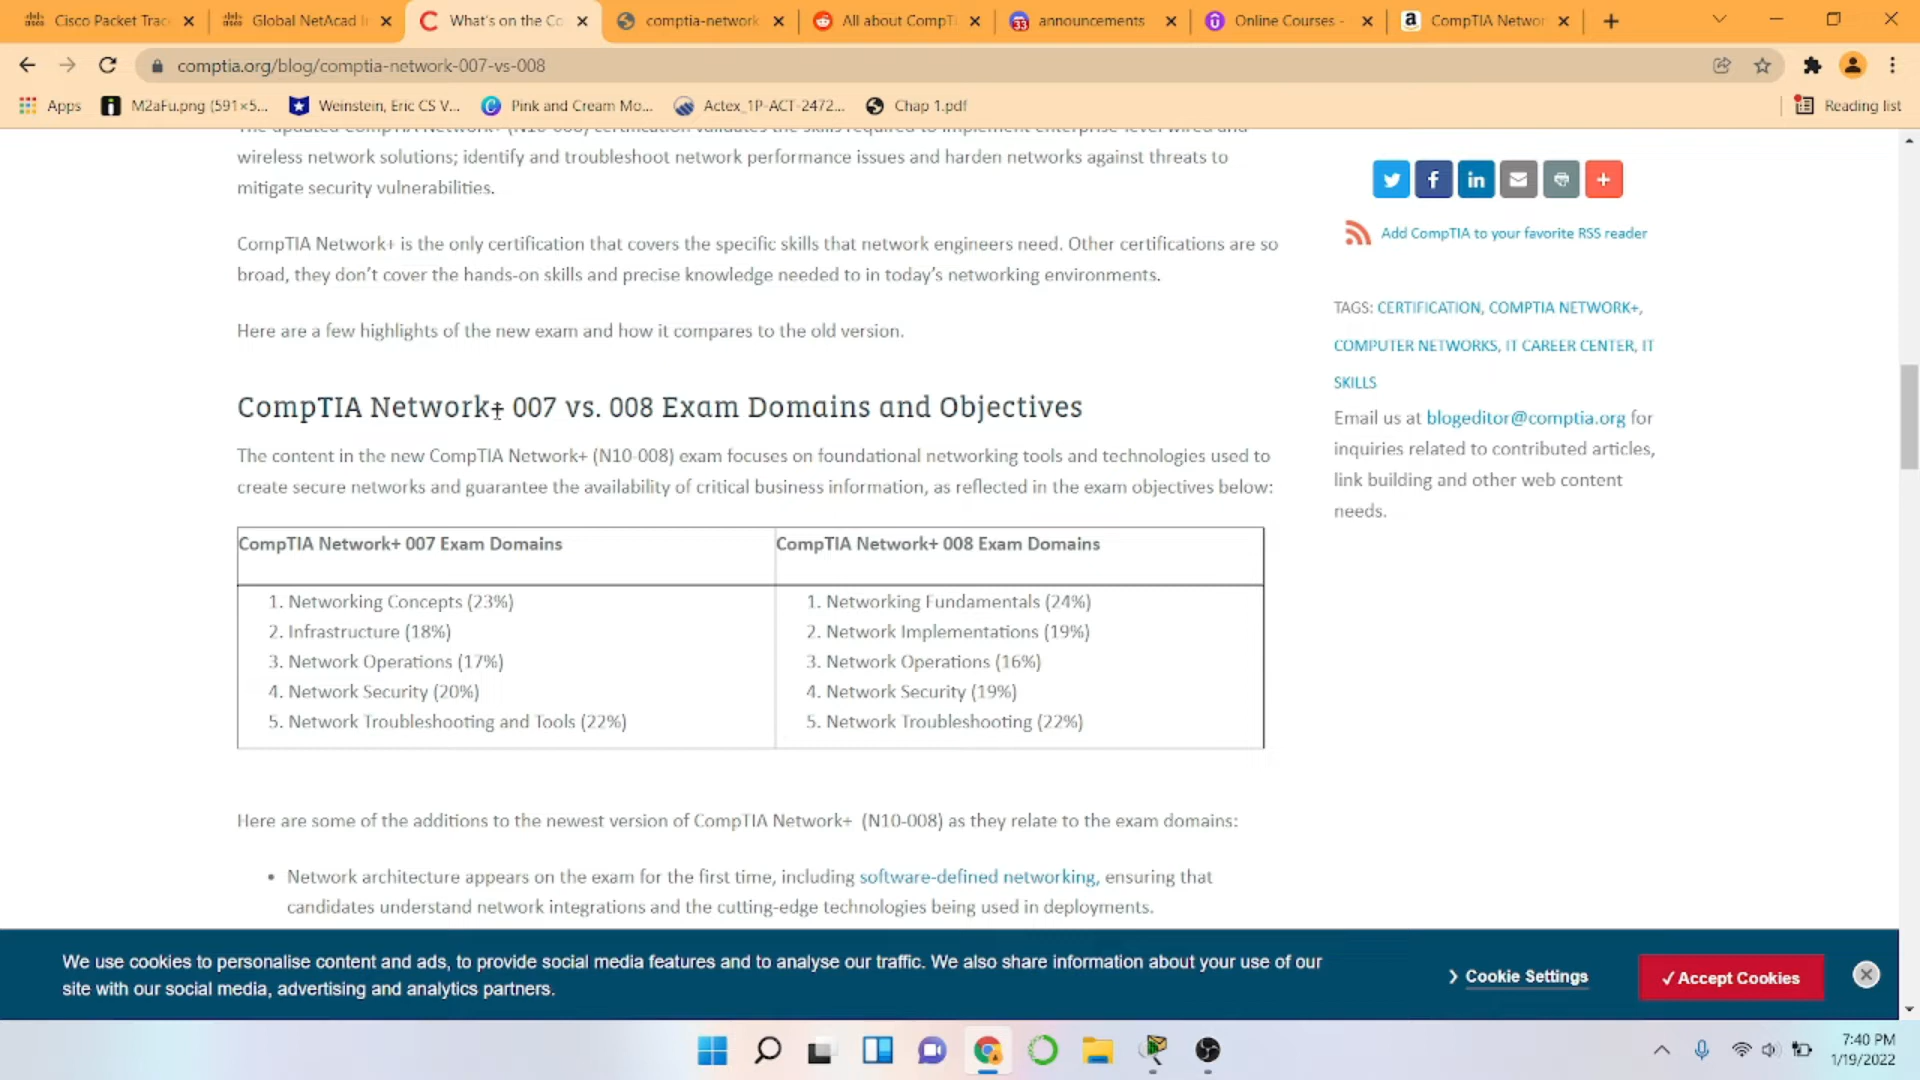 Cisco Packet Trac
Global NetAcad I
What's on the Co
comptia-network
All about CompT
33
announcements
Online Courses -
CompTIA Networ
comptia.org/blog/comptia-network-007-vs-008
Apps
M2aFu.png (591×5...
Weinstein, Eric CS V...
Pink and Cream Mo...
Actex_1P-ACT-2472...
Chap 1.pdf
Reading list
The updated CompTIA Network+ (N10-008) certification validates the skills required to implement enterprise-level wired and
wireless network solutions; identify and troubleshoot network performance issues and harden networks against threats to
mitigate security vulnerabilities.
CompTIA Network+ is the only certification that covers the specific skills that network engineers need. Other certifications are so
broad, they don't cover the hands-on skills and precise knowledge needed to in today's networking environments.
Here are a few highlights of the new exam and how it compares to the old version.
CompTIA Network+ 007 vs. 008 Exam Domains and Objectives
The content in the new CompTIA Network+ (N10-008) exam focuses on foundational networking tools and technologies used to
create secure networks and guarantee the availability of critical business information, as reflected in the exam objectives below:
CompTIA Network+ 007 Exam Domains
1. Networking Concepts (23%)
2. Infrastructure (18%)
3. Network Operations (17%)
4. Network Security (20%)
5. Network Troubleshooting and Tools (22%)
CompTIA Network+ 008 Exam Domains
1. Networking Fundamentals (24%)
2. Network Implementations (19%)
3. Network Operations (16%)
4. Network Security (19%)
5. Network Troubleshooting (22%)
Here are some of the additions to the newest version of CompTIA Network+ (N10-008) as they relate to the exam domains:
• Network architecture appears on the exam for the first time, including software-defined networking, ensuring that
candidates understand network integrations and the cutting-edge technologies being used in deployments.
Add CompTIA to your favorite RSS reader
TAGS: CERTIFICATION, COMPTIA NETWORK+,
COMPUTER NETWORKS, IT CAREER CENTER, IT
SKILLS
Email us at blogeditor@comptia.org for
inquiries related to contributed articles,
link building and other web content
needs.
We use cookies to personalise content and ads, to provide social media features and to analyse our traffic. We also share information about your use of our
site with our social media, advertising and analytics partners.
Cookie Settings
✓ Accept Cookies
7:40 PM
1/19/2022